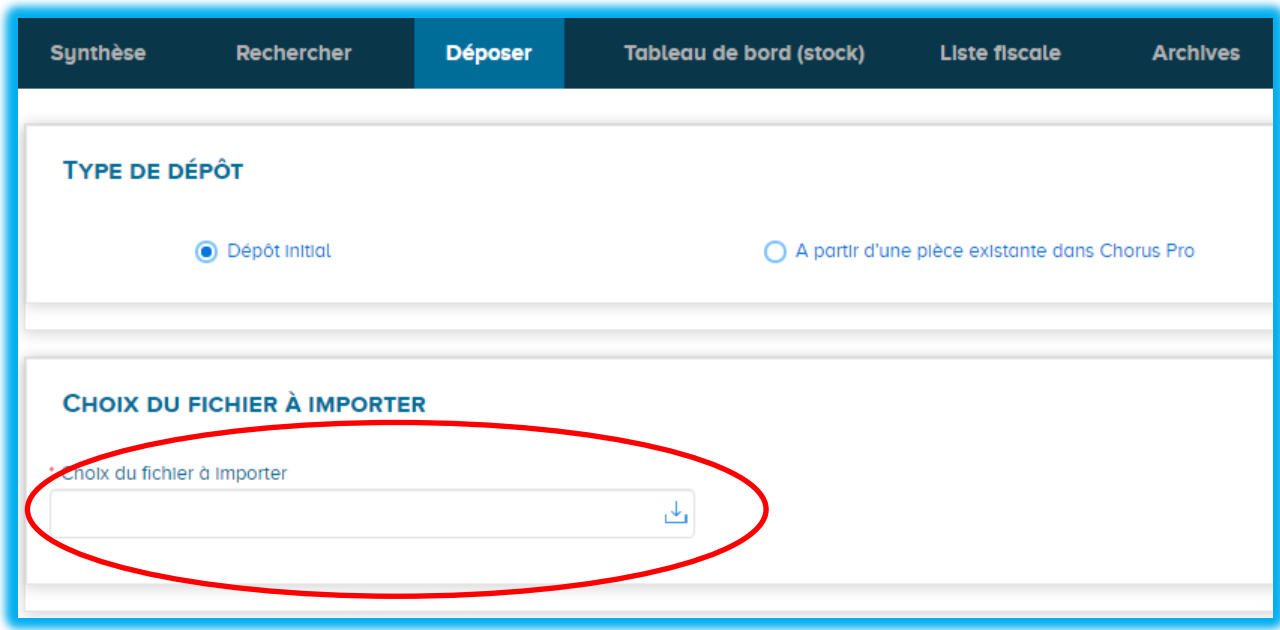 Synthèse Rechercher Déposer Tableau de bord (stock) Liste fiscale Archives
TYPE DE DÉPÔT
Dépôt initial A partir d'une pièce existante dans Chorus Pro
CHOIX DU FICHIER À IMPORTER
* Choix du fichier à importer